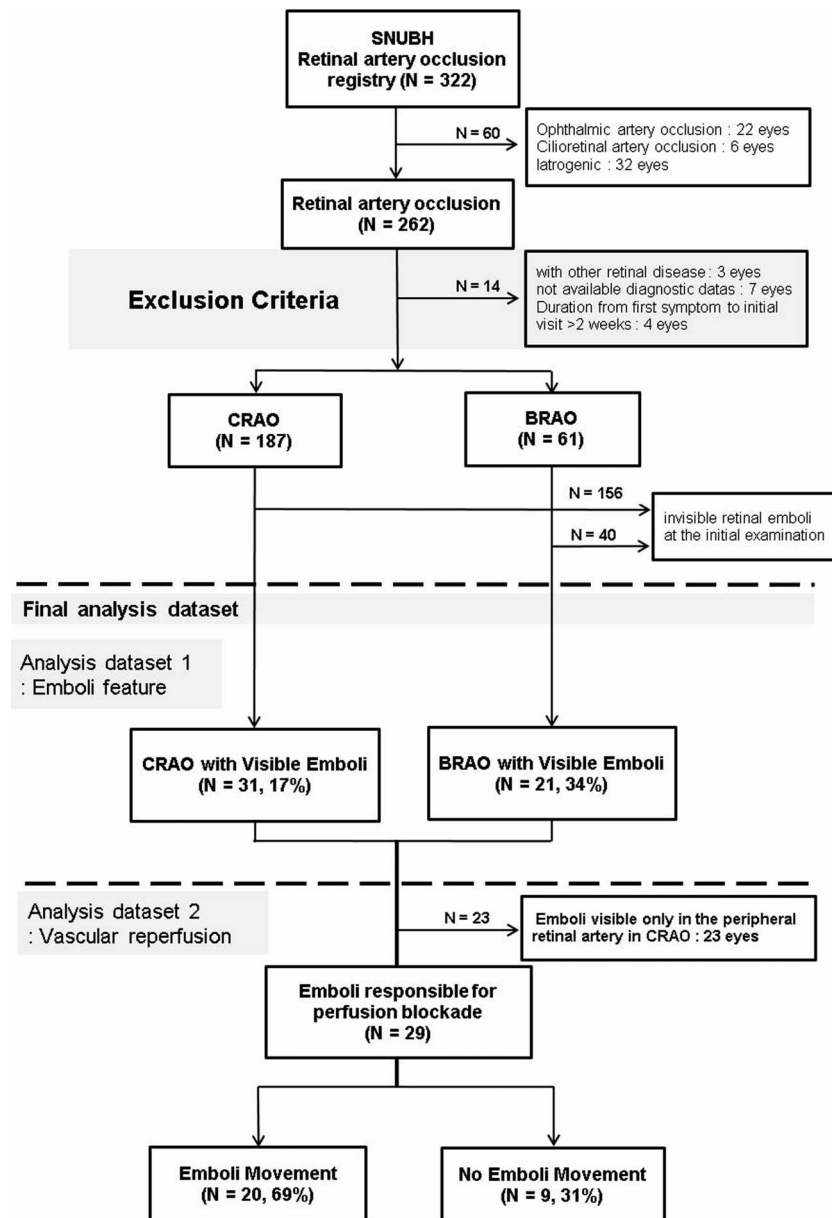 SNUBH
Retinal artery occlusion
registry (N = 322)
N = 60
Ophthalmic artery occlusion : 22 eyes
Cilioretinal artery occlusion : 6 eyes
Iatrogenic : 32 eyes
Retinal artery occlusion
(N = 262)
Exclusion Criteria
N = 14
with other retinal disease : 3 eyes
not available diagnostic datas : 7 eyes
Duration from first symptom to initial
visit >2 weeks : 4 eyes
CRAO
(N = 187)
BRAO
(N = 61)
N = 156
N = 40
invisible retinal emboli
at the initial examination
Final analysis dataset
Analysis dataset 1
: Emboli feature
CRAO with Visible Emboli
(N = 31, 17%)
BRAO with Visible Emboli
(N = 21, 34%)
Analysis dataset 2
: Vascular reperfusion
N = 23
Emboli visible only in the peripheral
retinal artery in CRAO : 23 eyes
Emboli responsible for
perfusion blockade
(N = 29)
Emboli Movement
(N = 20, 69%)
No Emboli Movement
(N = 9, 31%)